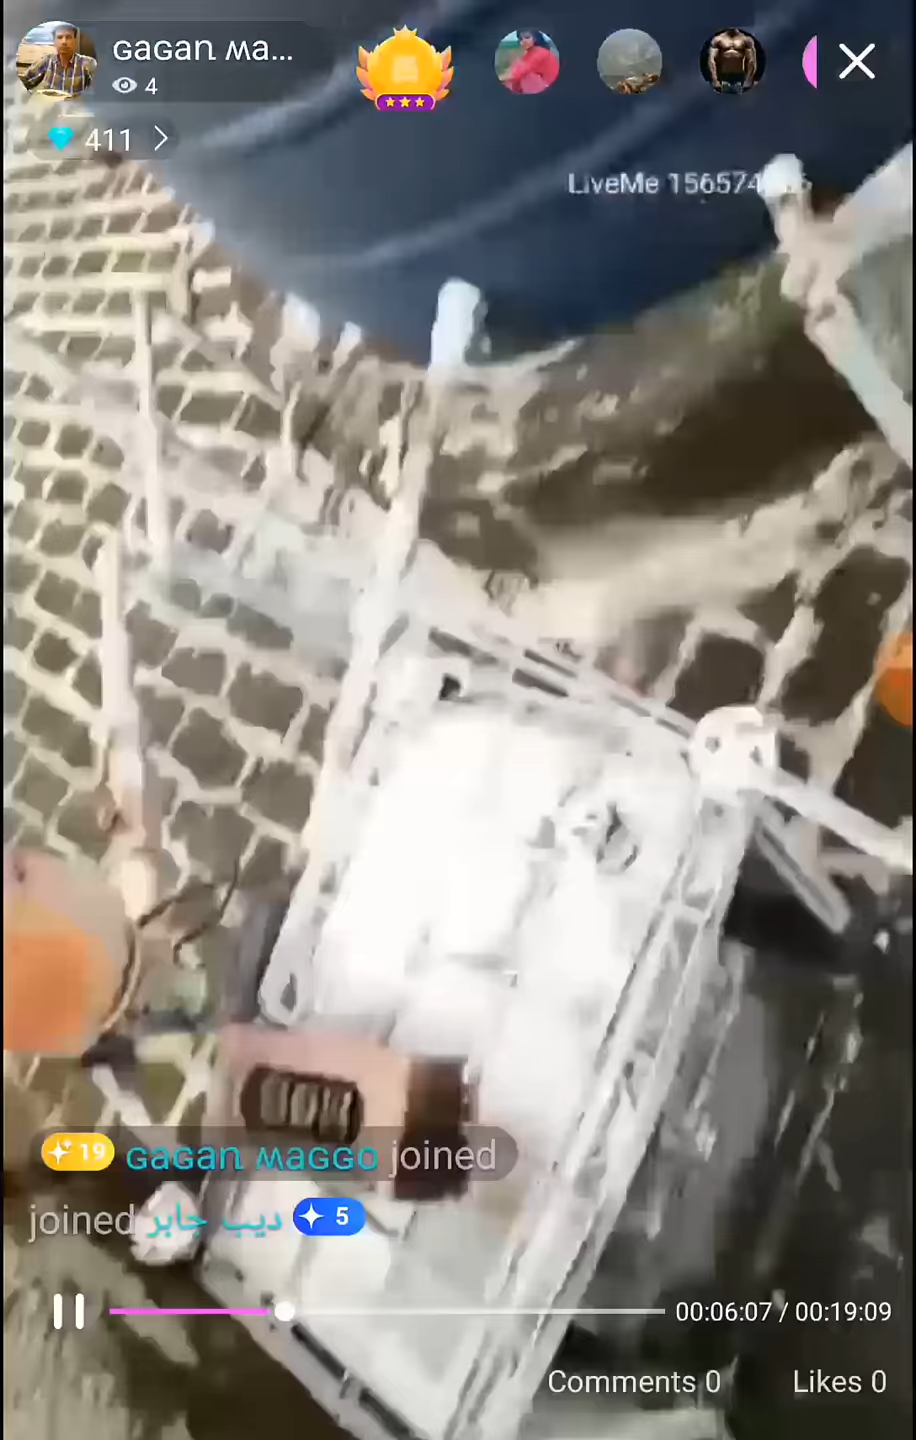 Gagan Ma...
4
411
LiveMe 156574
19 Gagan Maggo joined
joined ديب جابر 5
00:06:07 / 00:19:09
Comments 0 Likes 0